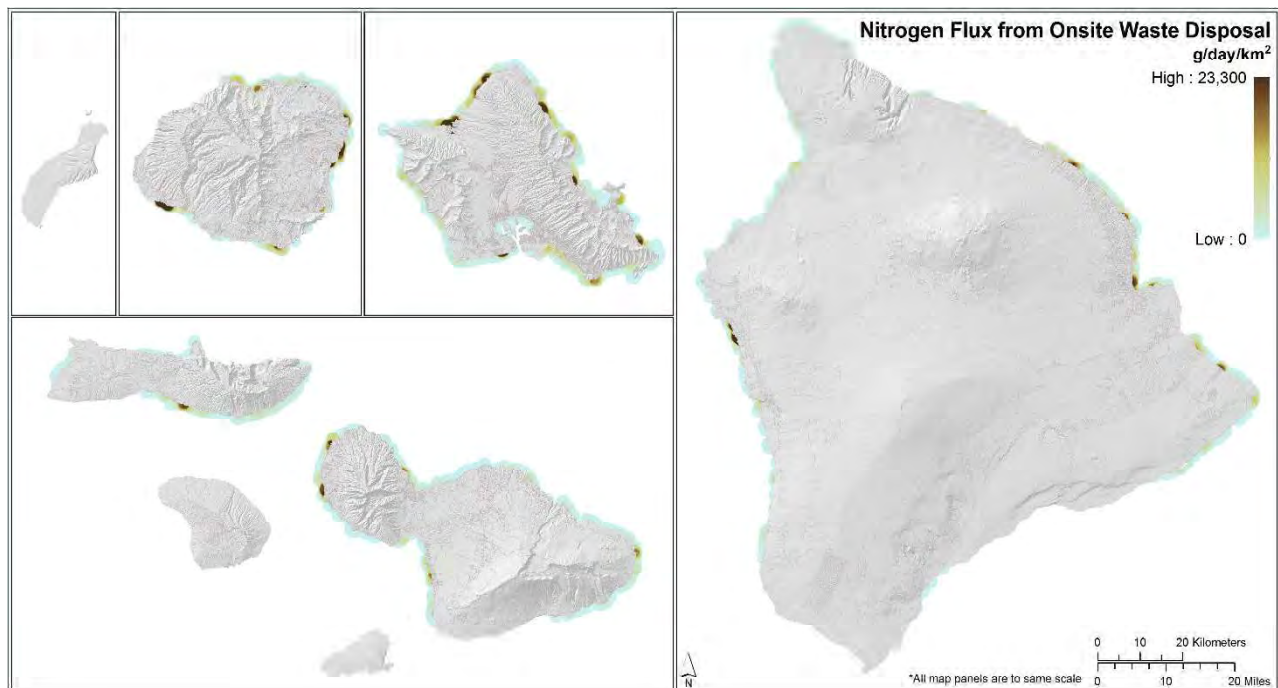 Nitrogen Flux from Onsite Waste Disposal
g/day/km²
High : 23,300
Low : 0
0 10 20 Kilometers
*All map panels are to same scale
0 10 20 Miles
N